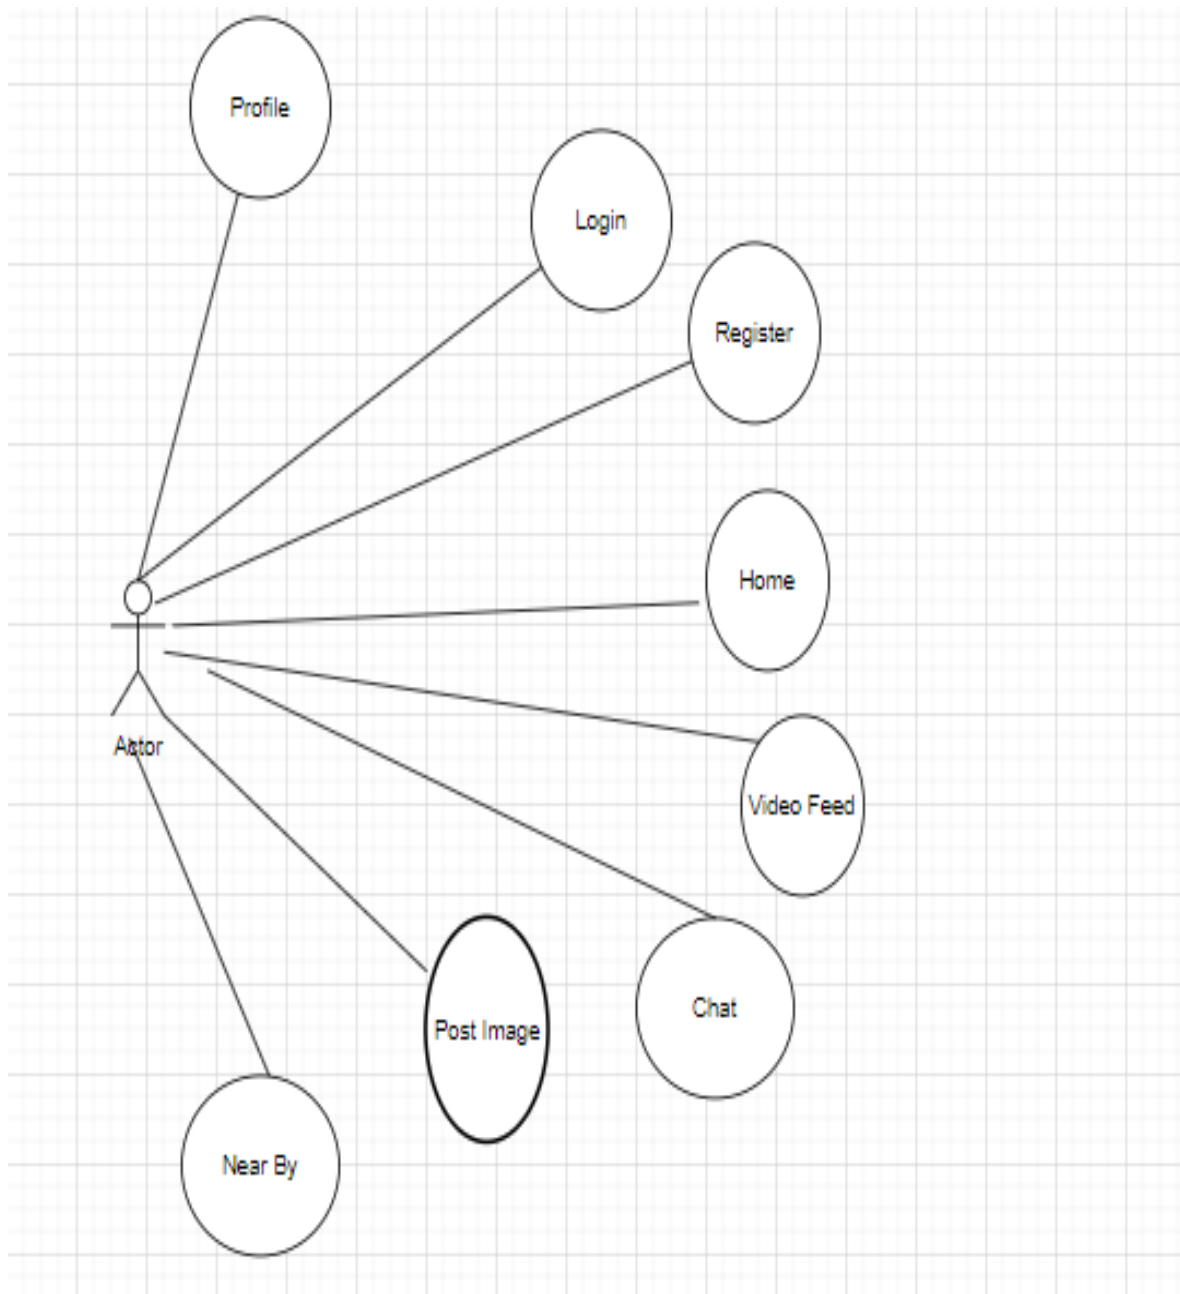 Profile
Login
Register
Home
Actor
Video Feed
Chat
Post Image
Near By